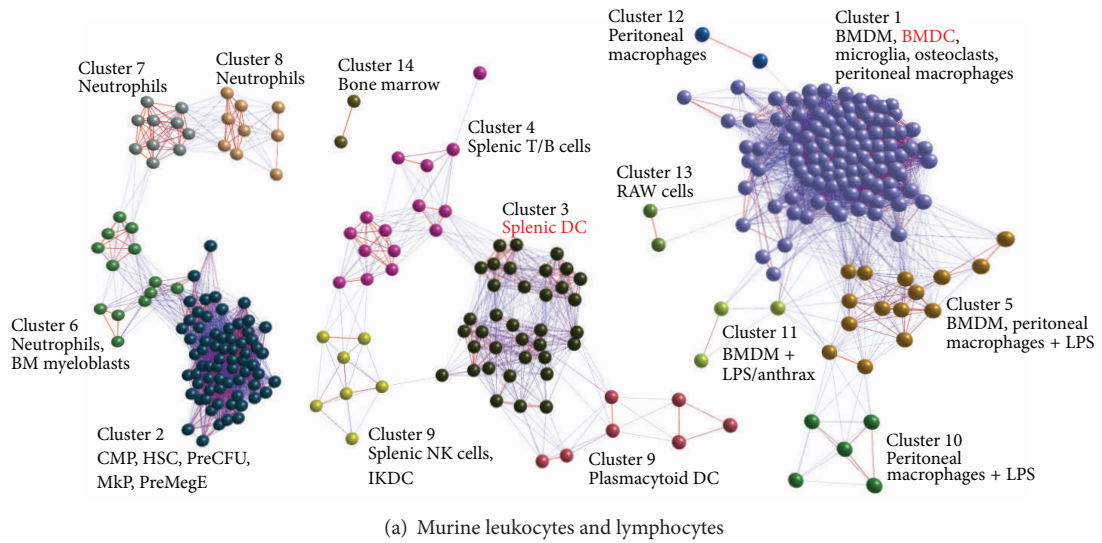 Cluster 7
Neutrophils
Cluster 8
Neutrophils
Cluster 14
Bone marrow
Cluster 4
Splenic T/B cells
Cluster 12
Peritoneal
macrophages
Cluster 1
BMDM, BMDC,
microglia, osteoclasts,
peritoneal macrophages
Cluster 13
RAW cells
Cluster 3
Splenic DC
Cluster 6
Neutrophils,
BM myeloblasts
Cluster 2
CMP, HSC, PreCFU,
MkP, PreMegE
Cluster 9
Splenic NK cells,
IKDC
Cluster 9
Plasmacytoid DC
Cluster 11
BMDM +
LPS/anthrax
Cluster 5
BMDM, peritoneal
macrophages + LPS
Cluster 10
Peritoneal
macrophages + LPS
(a) Murine leukocytes and lymphocytes